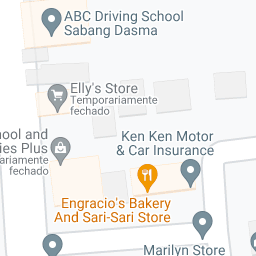 ABC Driving School
Sabang Dasma
Elly's Store
Temporariamente
fechado
Ken Ken Motor
& Car Insurance
hool and
ies Plus
ariamente
fechado
Engracio's Bakery
And Sari-Sari Store
Marilyn Store